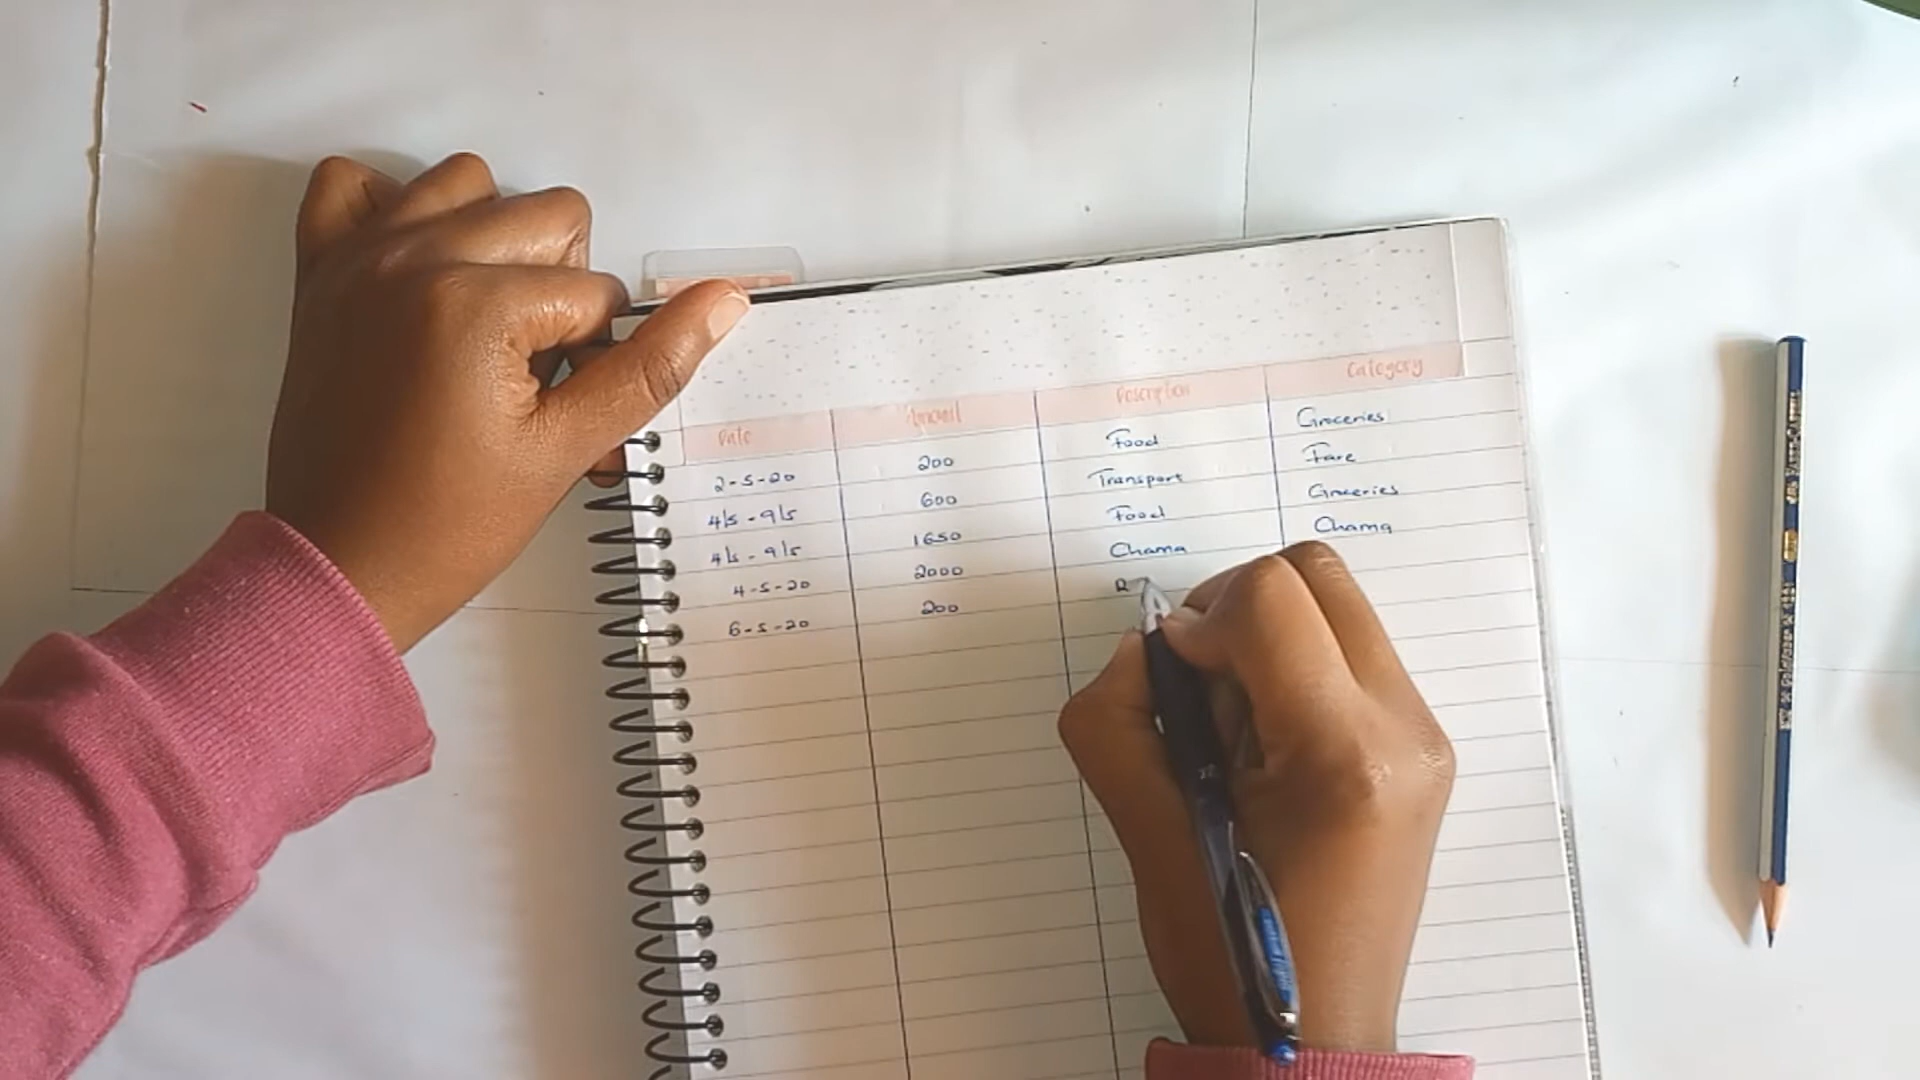 Date Amount Description Category
2-5-20 200 Food Groceries
4/5 - 9/5 600 Transport Fare
4/5 - 9/5 1650 Food Groceries
4-5-20 2000 Chama Chama
6-5-20 200 R